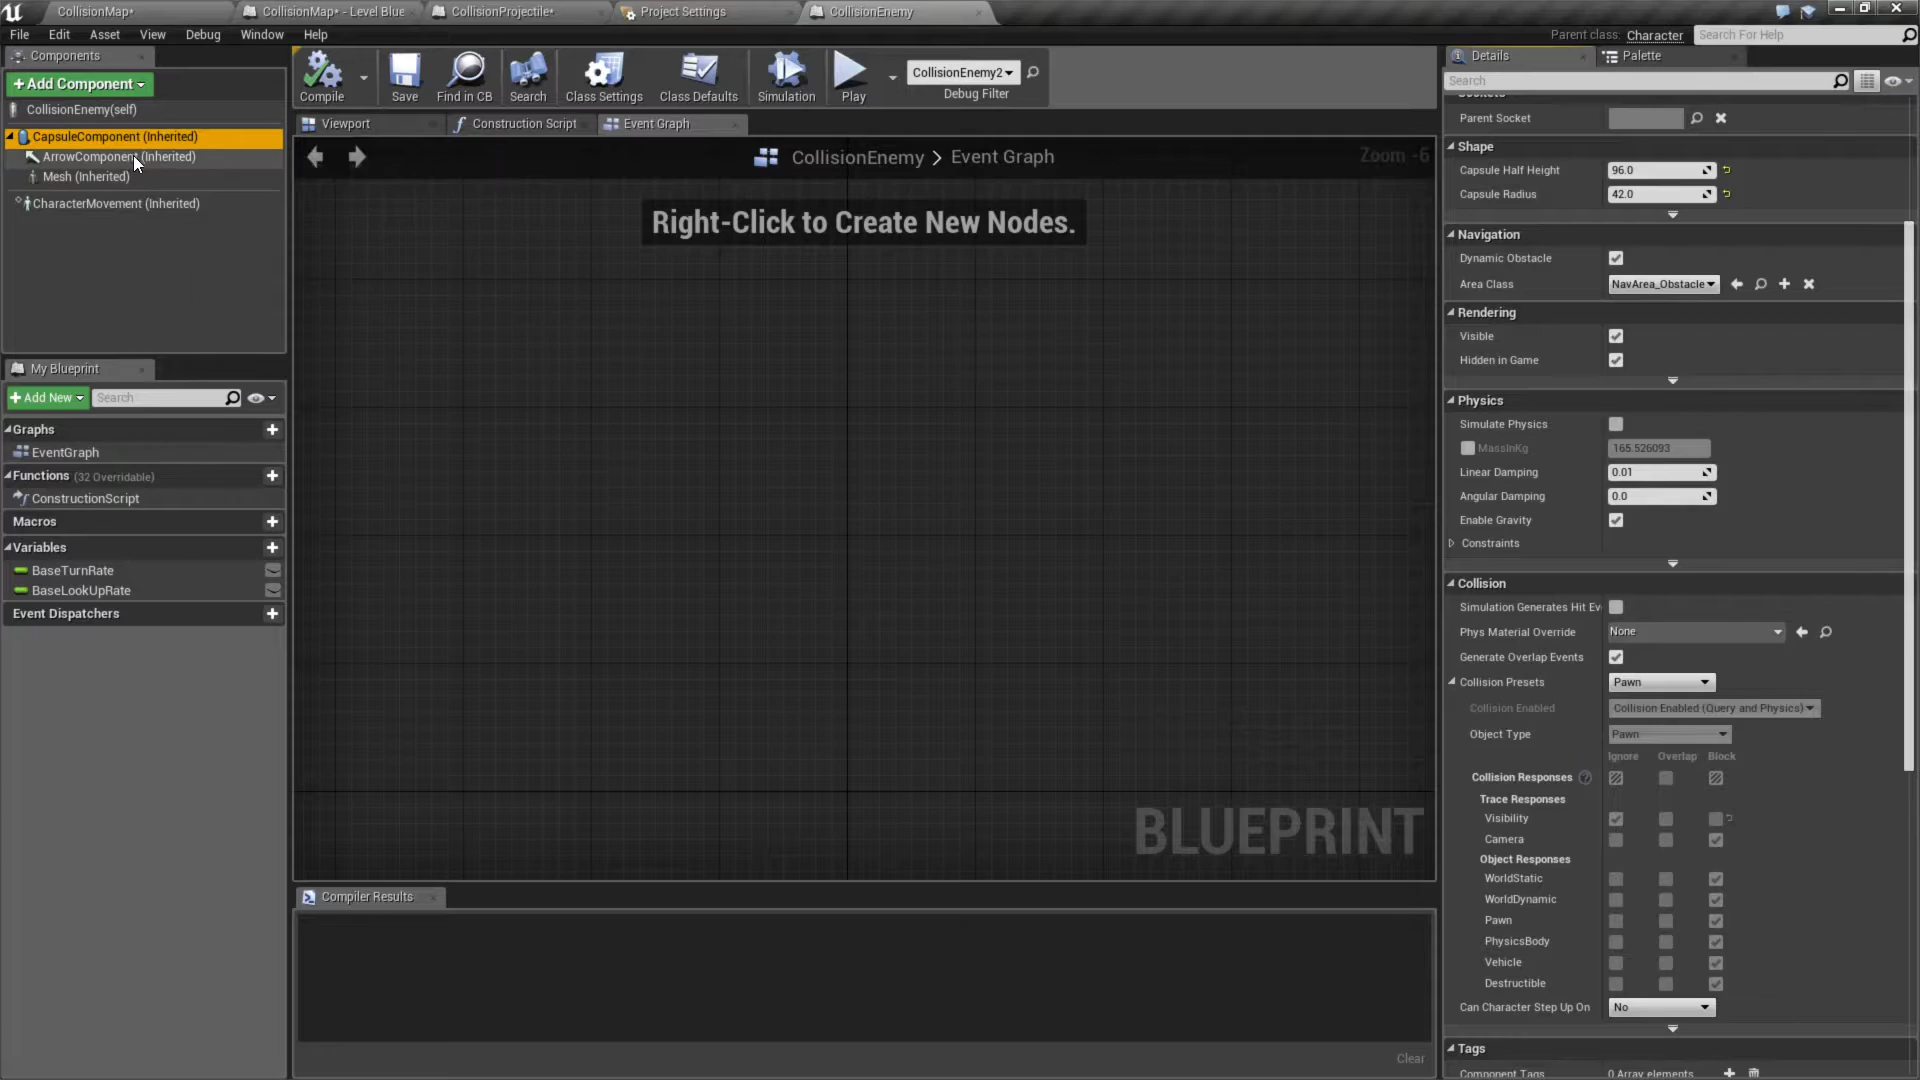 CollisionMap*
CollisionMap* - Level Blue
CollisionProjectile*
Project Settings
CollisionEnemy
File Edit Asset View Debug Window Help
Parent class: Character
Search For Help
Components
+ Add Component
CollisionEnemy(self)
CapsuleComponent (Inherited)
ArrowComponent (Inherited)
Mesh (Inherited)
CharacterMovement (Inherited)
My Blueprint
+ Add New
Search
Graphs
EventGraph
Functions (32 Overridable)
ConstructionScript
Macros
Variables
BaseTurnRate
BaseLookUpRate
Event Dispatchers
Compile
Save
Find in CB
Search
Class Settings
Class Defaults
Simulation
Play
CollisionEnemy2
Debug Filter
Viewport
Construction Script
Event Graph
CollisionEnemy > Event Graph
Zoom -6
Right-Click to Create New Nodes.
BLUEPRINT
Compiler Results
Clear
Details
Palette
Search
Sockets
Parent Socket
Shape
Capsule Half Height 96.0
Capsule Radius 42.0
Navigation
Dynamic Obstacle
Area Class NavArea_Obstacle
Rendering
Visible
Hidden in Game
Physics
Simulate Physics
MassInKg 165.526093
Linear Damping 0.01
Angular Damping 0.0
Enable Gravity
Constraints
Collision
Simulation Generates Hit Ev
Phys Material Override None
Generate Overlap Events
Collision Presets Pawn
Collision Enabled Collision Enabled (Query and Physics)
Object Type Pawn
Ignore Overlap Block
Collision Responses
Trace Responses
Visibility
Camera
Object Responses
WorldStatic
WorldDynamic
Pawn
PhysicsBody
Vehicle
Destructible
Can Character Step Up On No
Tags
Component Tags 0 Array elements